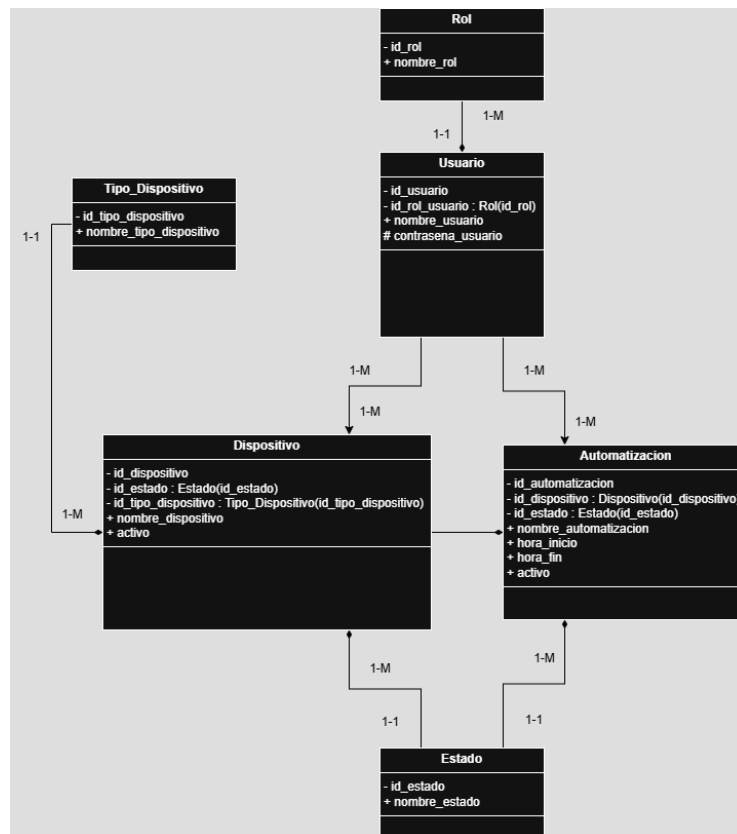 Rol
- id_rol
+ nombre_rol
1-M
1-1
Usuario
- id_usuario
- id_rol_usuario : Rol(id_rol)
+ nombre_usuario
# contrasena_usuario
Tipo_Dispositivo
- id_tipo_dispositivo
+ nombre_tipo_dispositivo
1-1
1-M
1-M
1-M
1-M
Dispositivo
- id_dispositivo
- id_estado : Estado(id_estado)
- id_tipo_dispositivo : Tipo_Dispositivo(id_tipo_dispositivo)
+ nombre_dispositivo
+ activo
1-M
Automatizacion
- id_automatizacion
- id_dispositivo : Dispositivo(id_dispositivo)
- id_estado : Estado(id_estado)
+ nombre_automatizacion
+ hora_inicio
+ hora_fin
+ activo
1-M
1-M
1-1
1-1
Estado
- id_estado
+ nombre_estado